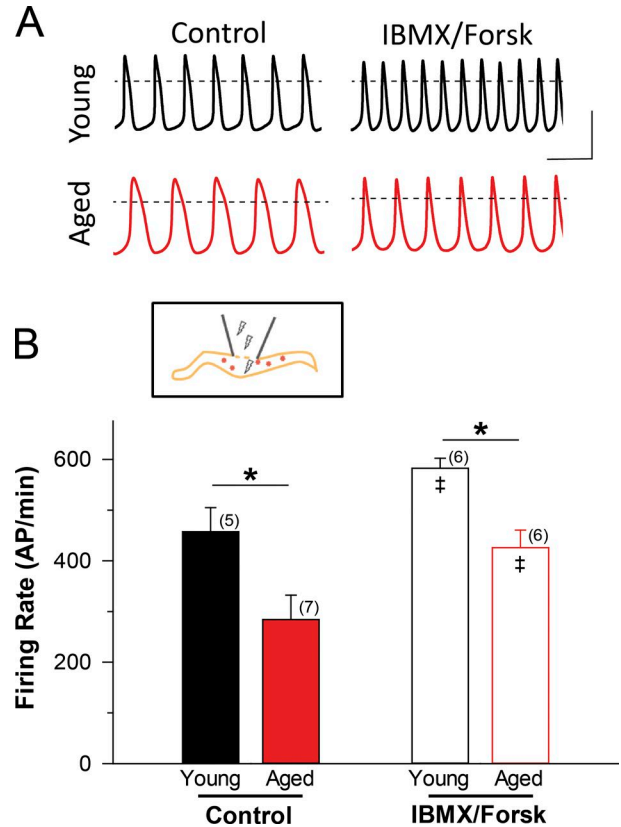 A
Control
IBMX/Forsk
Young
Aged
B
Firing Rate (AP/min)
600
400
200
0
*
(5)
(7)
*
(6)
‡
(6)
‡
Young
Aged
Young
Aged
Control
IBMX/Forsk